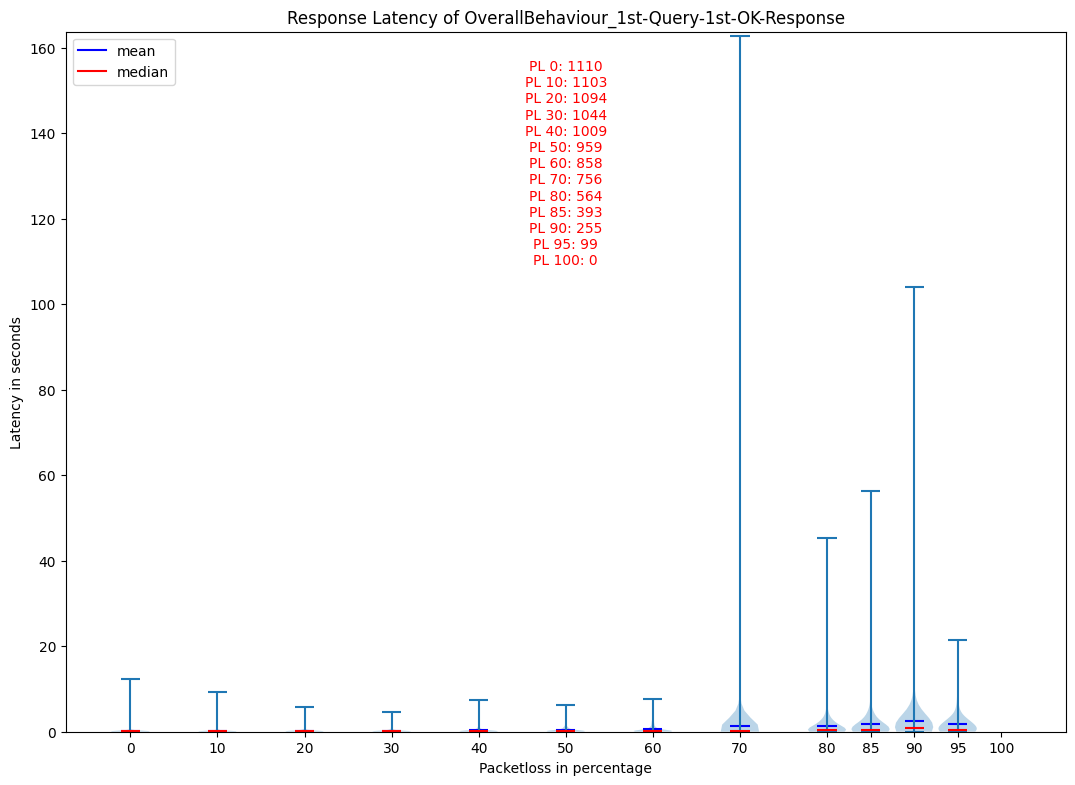 Response Latency of OverallBehaviour_1st-Query-1st-OK-Response
mean
median
PL 0: 1110
PL 10: 1103
PL 20: 1094
PL 30: 1044
PL 40: 1009
PL 50: 959
PL 60: 858
PL 70: 756
PL 80: 564
PL 85: 393
PL 90: 255
PL 95: 99
PL 100: 0
Latency in seconds
160
140
120
100
80
60
40
20
0
0 10 20 30 40 50 60 70 80 85 90 95 100
Packetloss in percentage